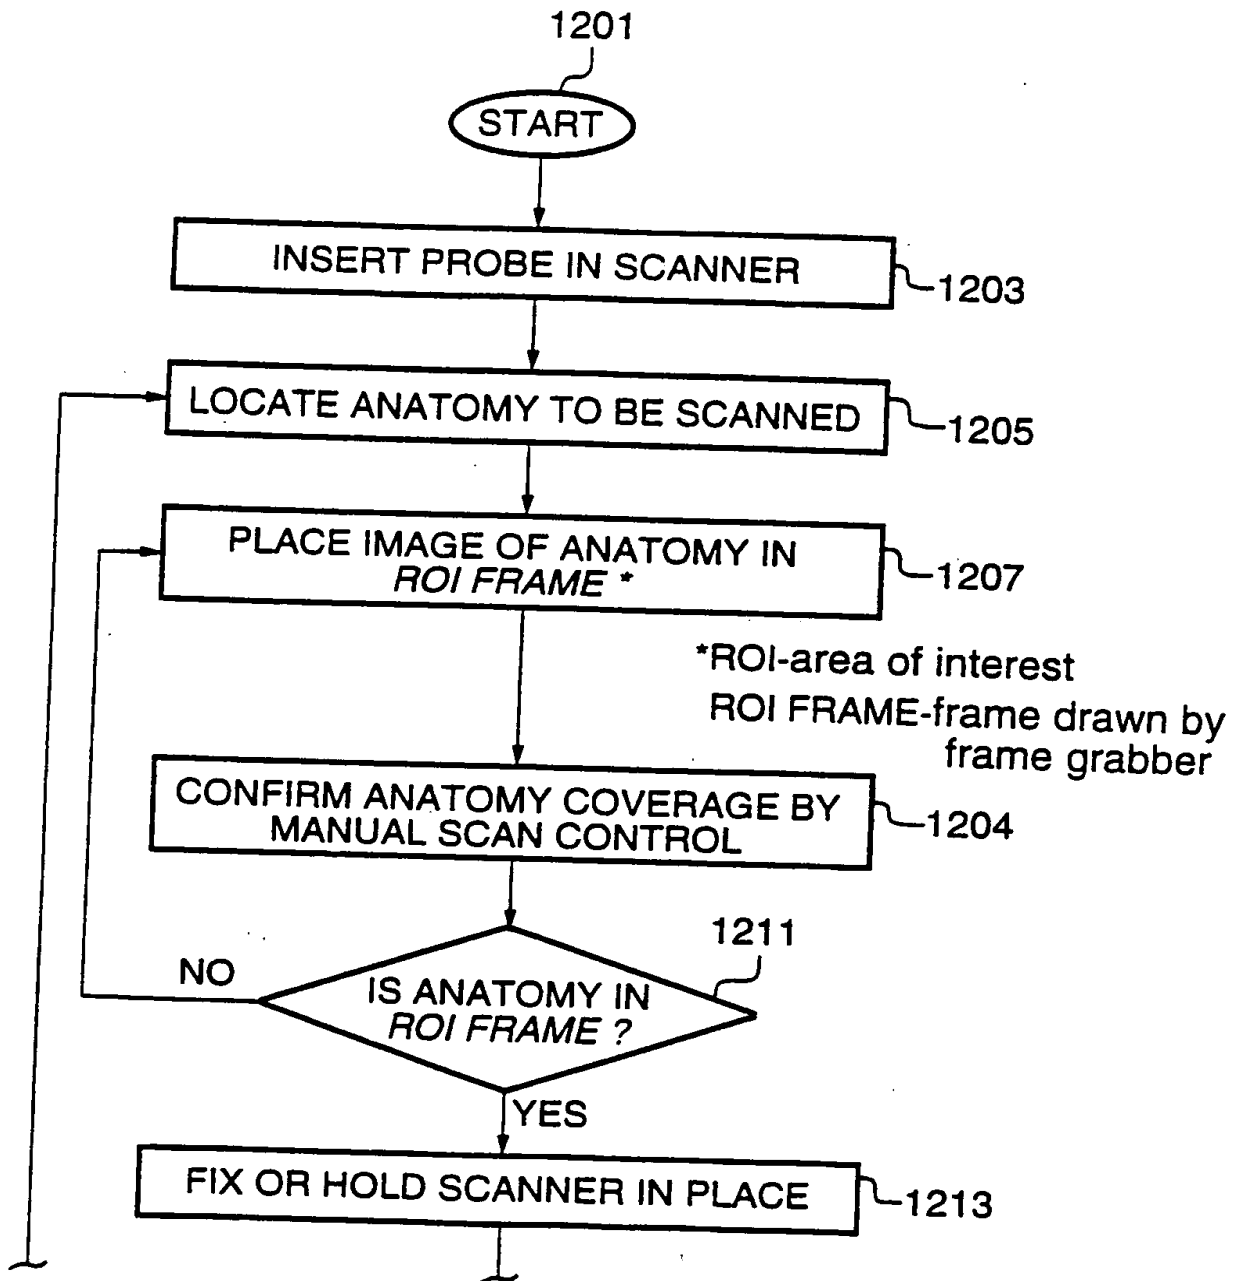 1201
START
INSERT PROBE IN SCANNER
1203
LOCATE ANATOMY TO BE SCANNED
1205
PLACE IMAGE OF ANATOMY IN
ROI FRAME *
1207
*ROI-area of interest
ROI FRAME-frame drawn by
frame grabber
CONFIRM ANATOMY COVERAGE BY
MANUAL SCAN CONTROL
1204
1211
NO
IS ANATOMY IN
ROI FRAME ?
YES
FIX OR HOLD SCANNER IN PLACE
1213